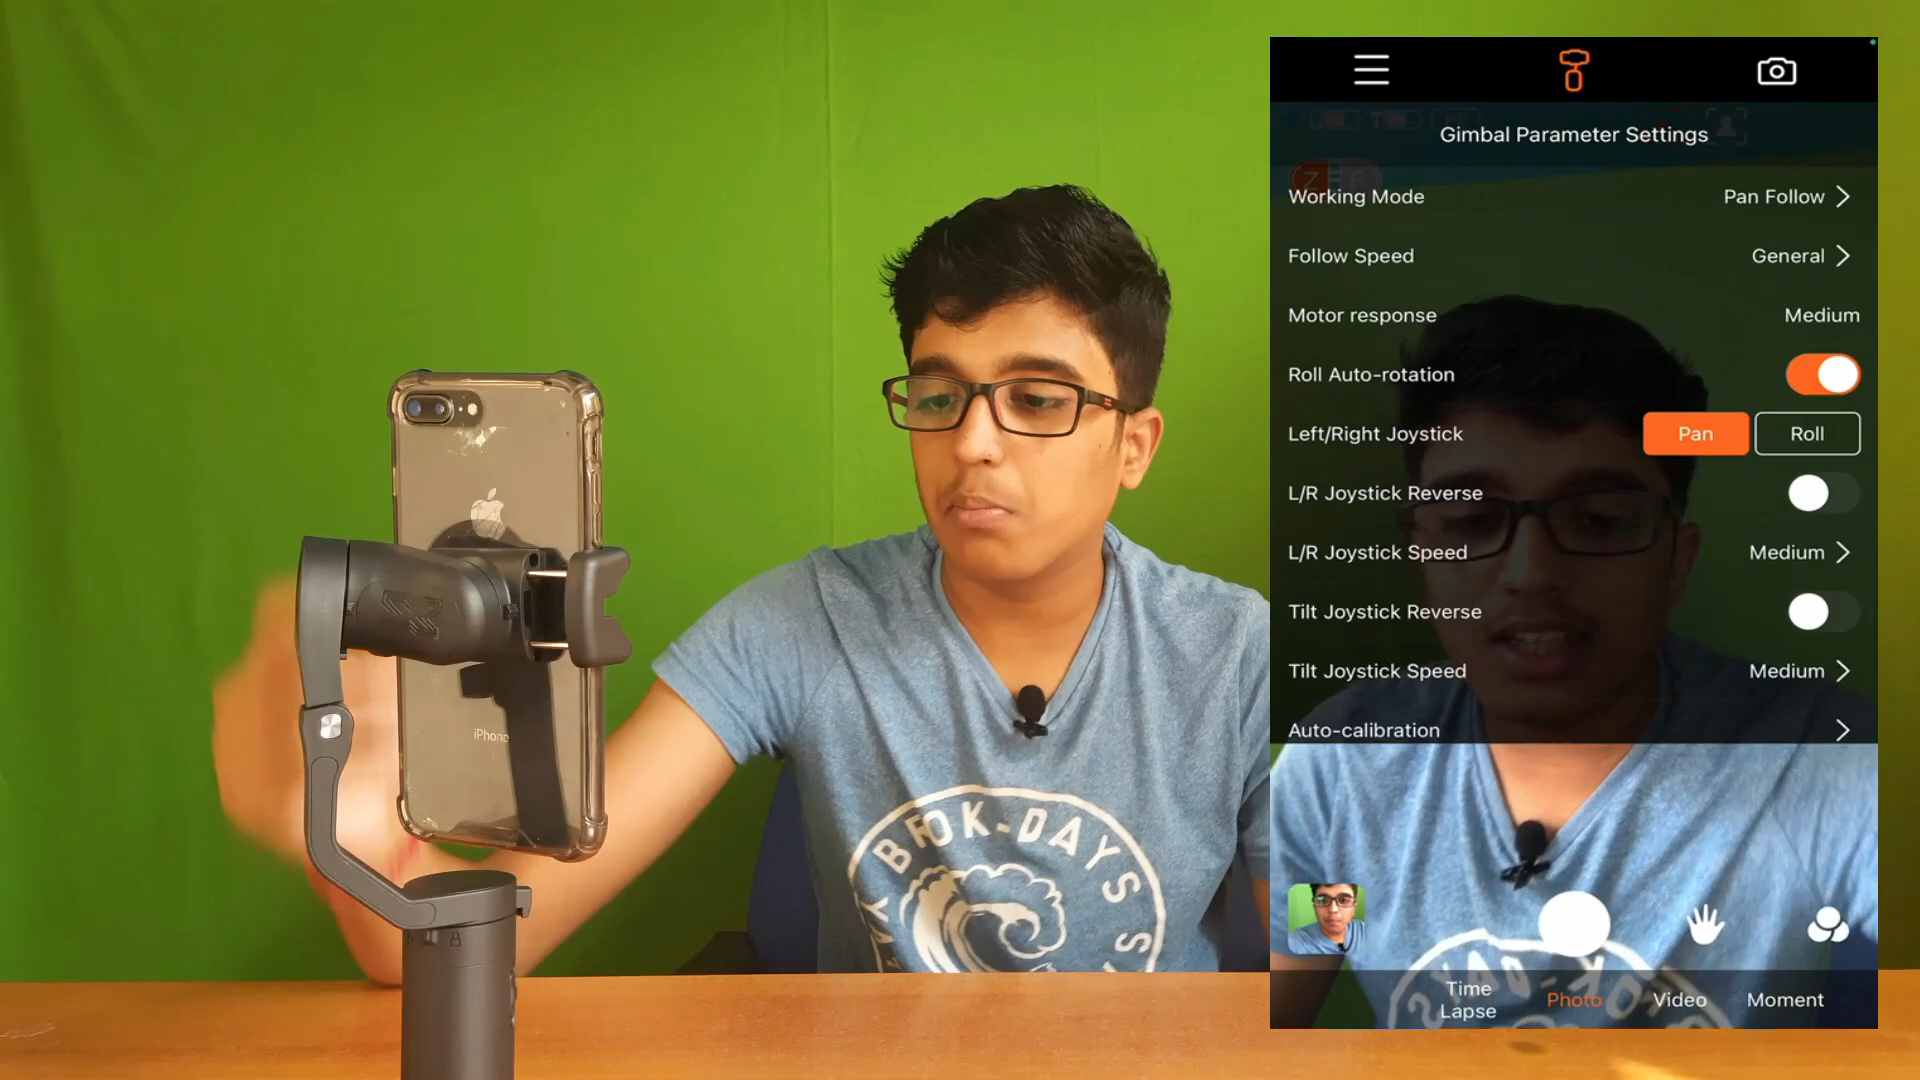 iPhone
BROK-DAYS
Gimbal Parameter Settings
Working Mode Pan Follow
Follow Speed General
Motor response Medium
Roll Auto-rotation
Left/Right Joystick Pan Roll
L/R Joystick Reverse
L/R Joystick Speed Medium
Tilt Joystick Reverse
Tilt Joystick Speed Medium
Auto-calibration
Time Lapse Photo Video Moment